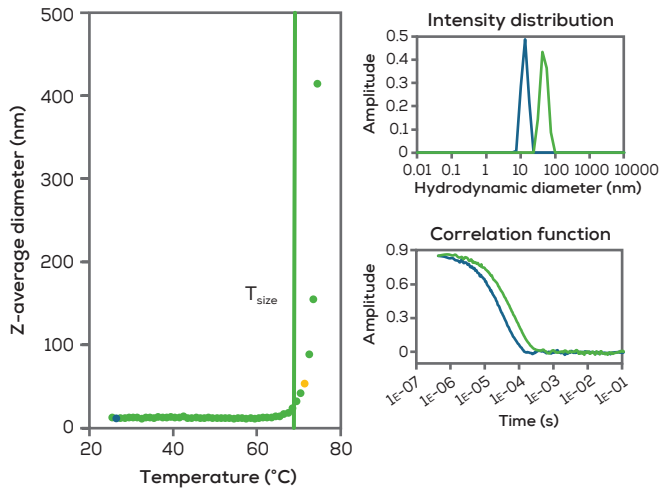 500
400
300
200
100
0
20
40
60
80
Z-average diameter (nm)
Temperature (°C)
Tsize
Intensity distribution
0.5
0.4
0.3
0.2
0.1
0
Amplitude
0.01 0.1 1 10 100 1000 10000
Hydrodynamic diameter (nm)
Correlation function
0.9
0.6
0.3
0
Amplitude
1E-07 1E-06 1E-05 1E-04 1E-03 1E-02 1E-01
Time (s)